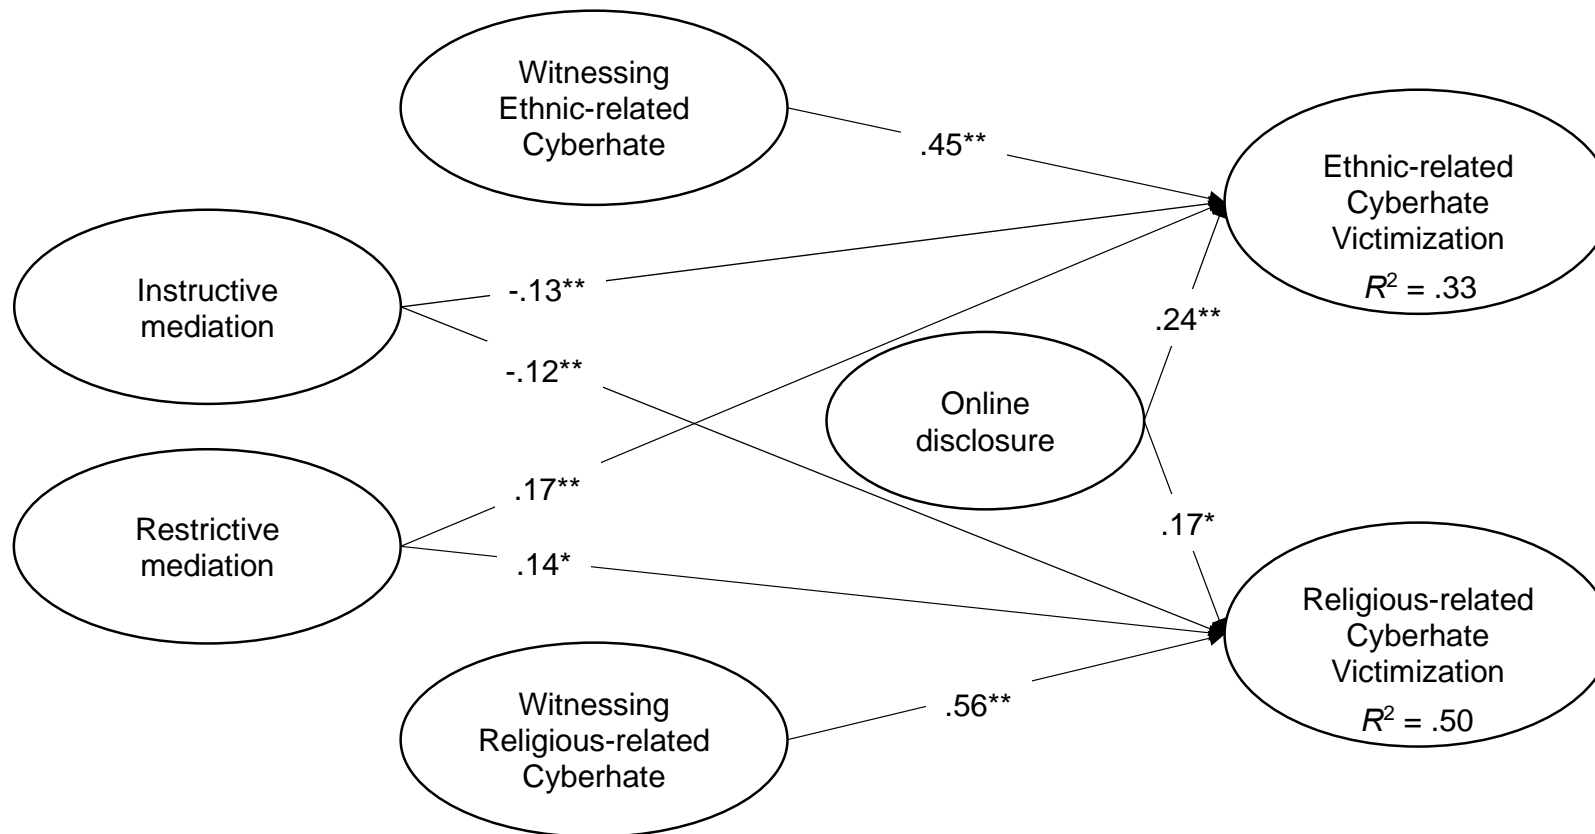 Witnessing
Ethnic-related
Cyberhate
.45**
Ethnic-related
Cyberhate
Victimization
R² = .33
Instructive
mediation
-.13**
-.12**
.24**
Online
disclosure
Restrictive
mediation
.17**
.14*
.17*
Religious-related
Cyberhate
Victimization
R² = .50
Witnessing
Religious-related
Cyberhate
.56**